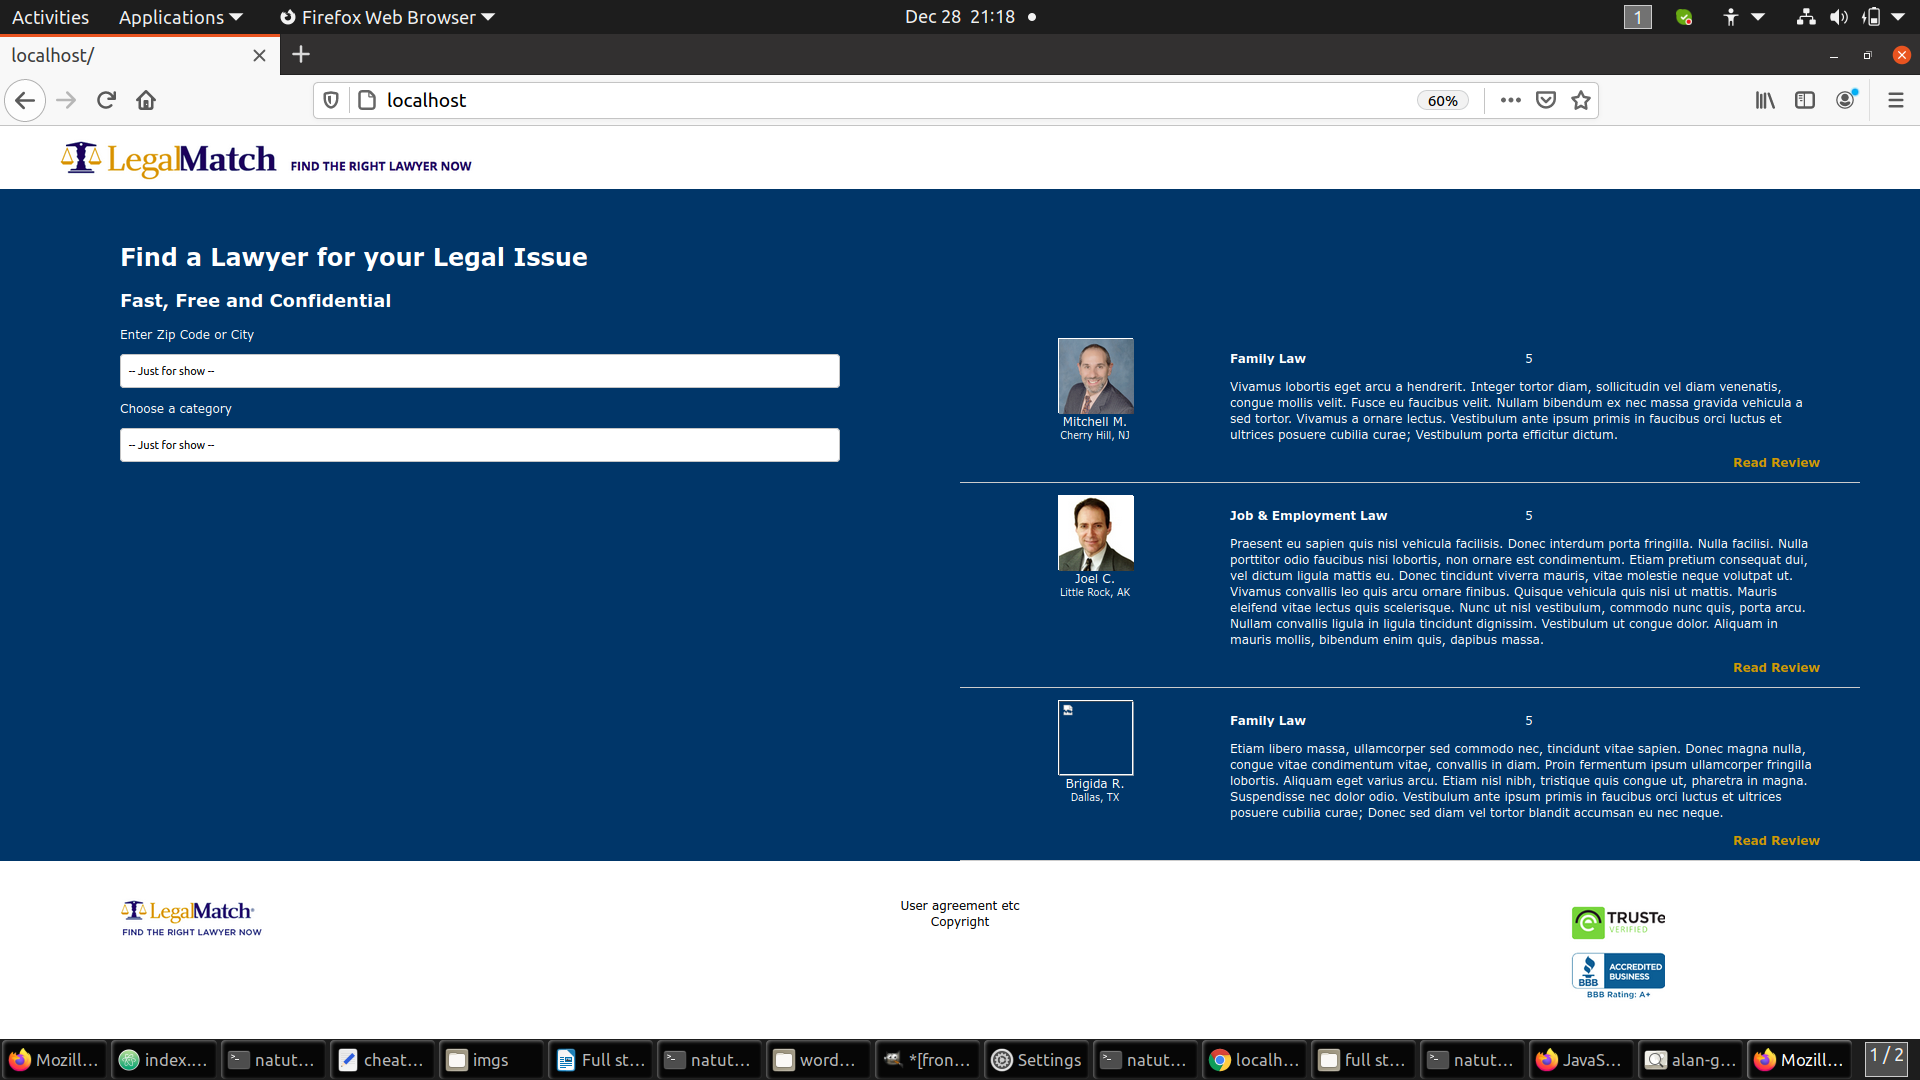 Activities Applications Firefox Web Browser Dec 28 21:18 1
localhost/
localhost 60%
LegalMatch FIND THE RIGHT LAWYER NOW
Find a Lawyer for your Legal Issue
Fast, Free and Confidential
Enter Zip Code or City
-- Just for show --
Choose a category
-- Just for show --
Mitchell M.
Cherry Hill, NJ
Family Law 5
Vivamus lobortis eget arcu a hendrerit. Integer tortor diam, sollicitudin vel diam venenatis,
congue mollis velit. Fusce eu faucibus velit. Nullam bibendum ex nec massa gravida vehicula a
sed tortor. Vivamus a ornare lectus. Vestibulum ante ipsum primis in faucibus orci luctus et
ultrices posuere cubilia curae; Vestibulum porta efficitur dictum.
Read Review
Joel C.
Little Rock, AK
Job & Employment Law 5
Praesent eu sapien quis nisl vehicula facilisis. Donec interdum porta fringilla. Nulla facilisi. Nulla
porttitor odio faucibus nisi lobortis, non ornare est condimentum. Etiam pretium consequat dui,
vel dictum ligula mattis eu. Donec tincidunt viverra mauris, vitae molestie neque volutpat ut.
Vivamus convallis leo quis arcu ornare finibus. Quisque vehicula quis nisi ut mattis. Mauris
eleifend vitae lectus quis scelerisque. Nunc ut nisl vestibulum, commodo nunc quis, porta arcu.
Nullam convallis ligula in ligula tincidunt dignissim. Vestibulum ut congue dolor. Aliquam in
mauris mollis, bibendum enim quis, dapibus massa.
Read Review
Brigida R.
Dallas, TX
Family Law 5
Etiam libero massa, ullamcorper sed commodo nec, tincidunt vitae sapien. Donec magna nulla,
congue vitae condimentum vitae, convallis in diam. Proin fermentum ipsum ullamcorper fringilla
lobortis. Aliquam eget varius arcu. Etiam nisl nibh, tristique quis congue ut, pharetra in magna.
Suspendisse nec dolor odio. Vestibulum ante ipsum primis in faucibus orci luctus et ultrices
posuere cubilia curae; Donec sed diam vel tortor blandit accumsan eu nec neque.
Read Review
LegalMatch
FIND THE RIGHT LAWYER NOW
User agreement etc
Copyright
TRUSTe
VERIFIED
BBB ACCREDITED
BUSINESS
BBB Rating: A+
Mozill... index.... natut... cheat... imgs Full st... natut... word... *[fron... Settings natut... localh... full st... natut... JavaS... alan-g... Mozill... 1 / 2